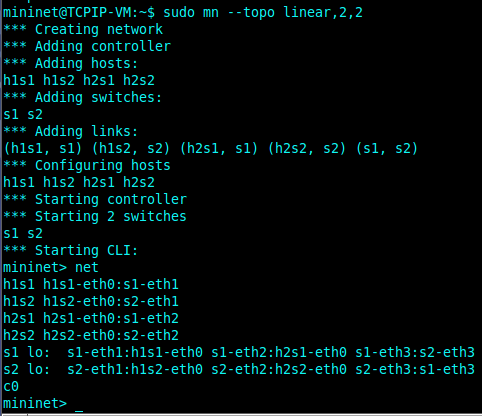 mininet@TCPIP-VM:~$ sudo mn --topo linear,2,2
*** Creating network
*** Adding controller
*** Adding hosts:
h1s1 h1s2 h2s1 h2s2
*** Adding switches:
s1 s2
*** Adding links:
(h1s1, s1) (h1s2, s2) (h2s1, s1) (h2s2, s2) (s1, s2)
*** Configuring hosts
h1s1 h1s2 h2s1 h2s2
*** Starting controller
*** Starting 2 switches
s1 s2
*** Starting CLI:
mininet> net
h1s1 h1s1-eth0:s1-eth1
h1s2 h1s2-eth0:s2-eth1
h2s1 h2s1-eth0:s1-eth2
h2s2 h2s2-eth0:s2-eth2
s1 lo:  s1-eth1:h1s1-eth0 s1-eth2:h2s1-eth0 s1-eth3:s2-eth3
s2 lo:  s2-eth1:h1s2-eth0 s2-eth2:h2s2-eth0 s2-eth3:s1-eth3
c0
mininet> _